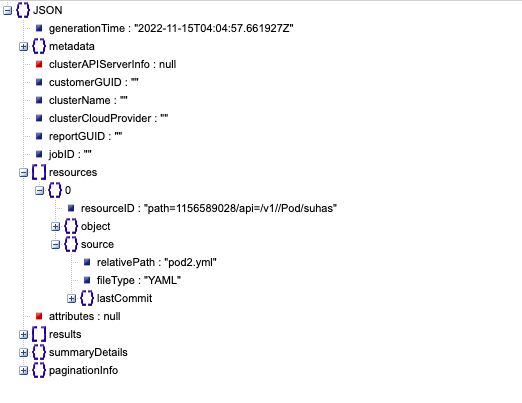 JSON
generationTime : "2022-11-15T04:04:57.661927Z"
metadata
clusterAPIServerInfo : null
customerGUID : ""
clusterName : ""
clusterCloudProvider : ""
reportGUID : ""
jobID : ""
resources
0
resourceID : "path=1156589028/api=/v1//Pod/suhas"
object
source
relativePath : "pod2.yml"
fileType : "YAML"
lastCommit
attributes : null
results
summaryDetails
paginationInfo